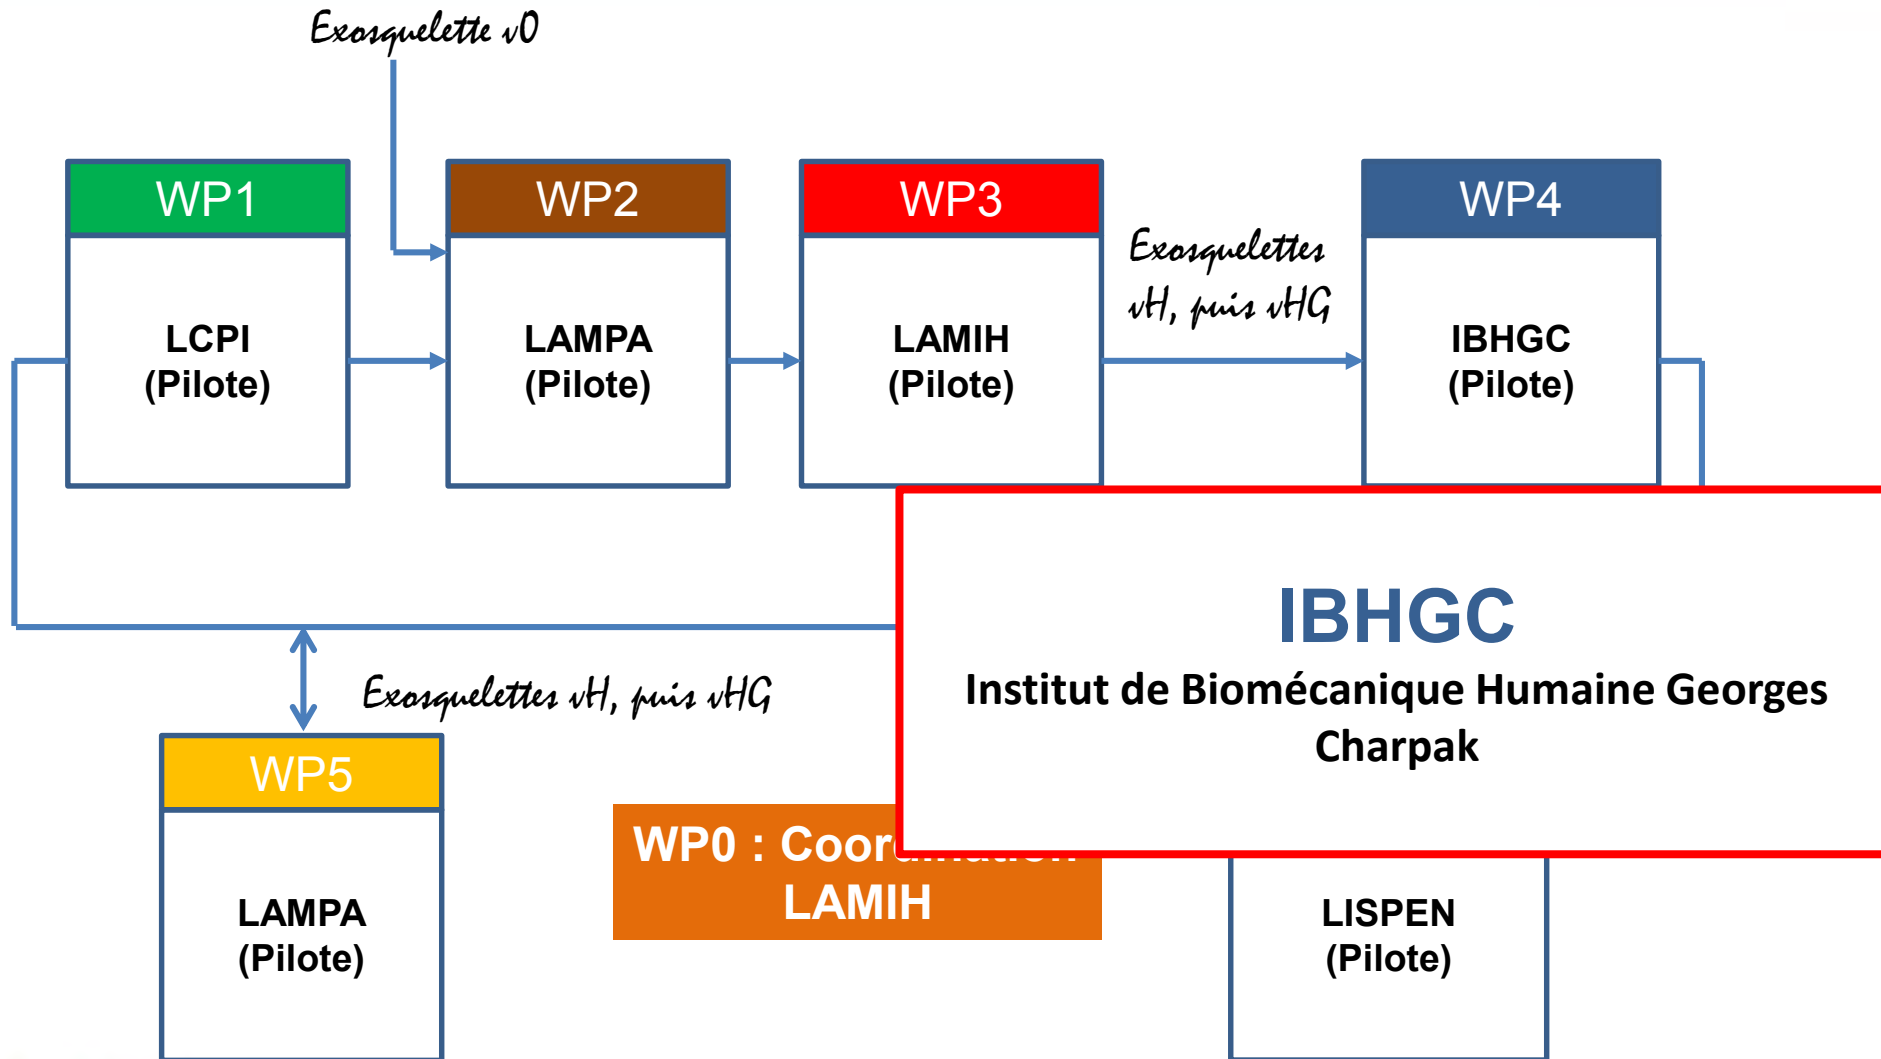 Exosquelette v0
WP1
WP2
WP3
WP4
Exosquelettes
vH, puis vHG
LCPI
(Pilote)
LAMPA
(Pilote)
LAMIH
(Pilote)
IBHGC
(Pilote)
IBHGC
Institut de Biomécanique Humaine Georges
Charpak
Exosquelettes vH, puis vHG
WP5
WP0 : Coordination
LAMIH
LAMPA
(Pilote)
LISPEN
(Pilote)